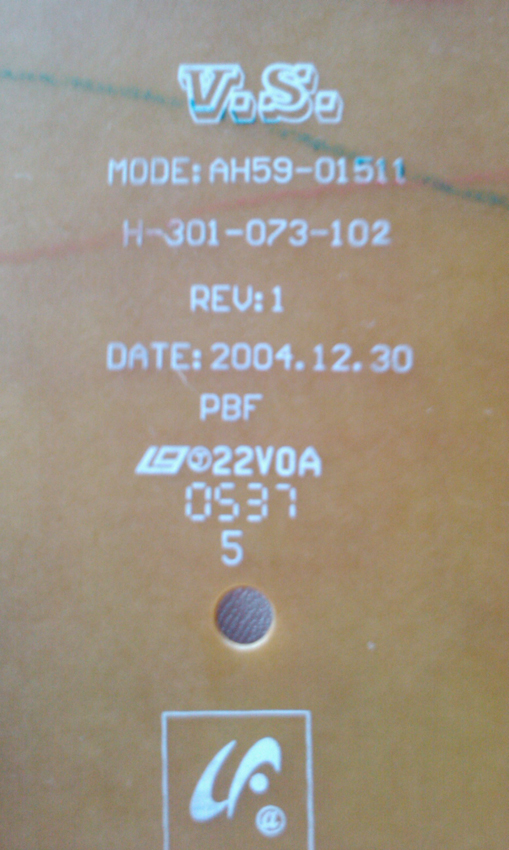 V.S.
MODE:AH59-01511
H-301-073-102
REV:1
DATE:2004.12.30
PBF
22V0A
0537
5
@